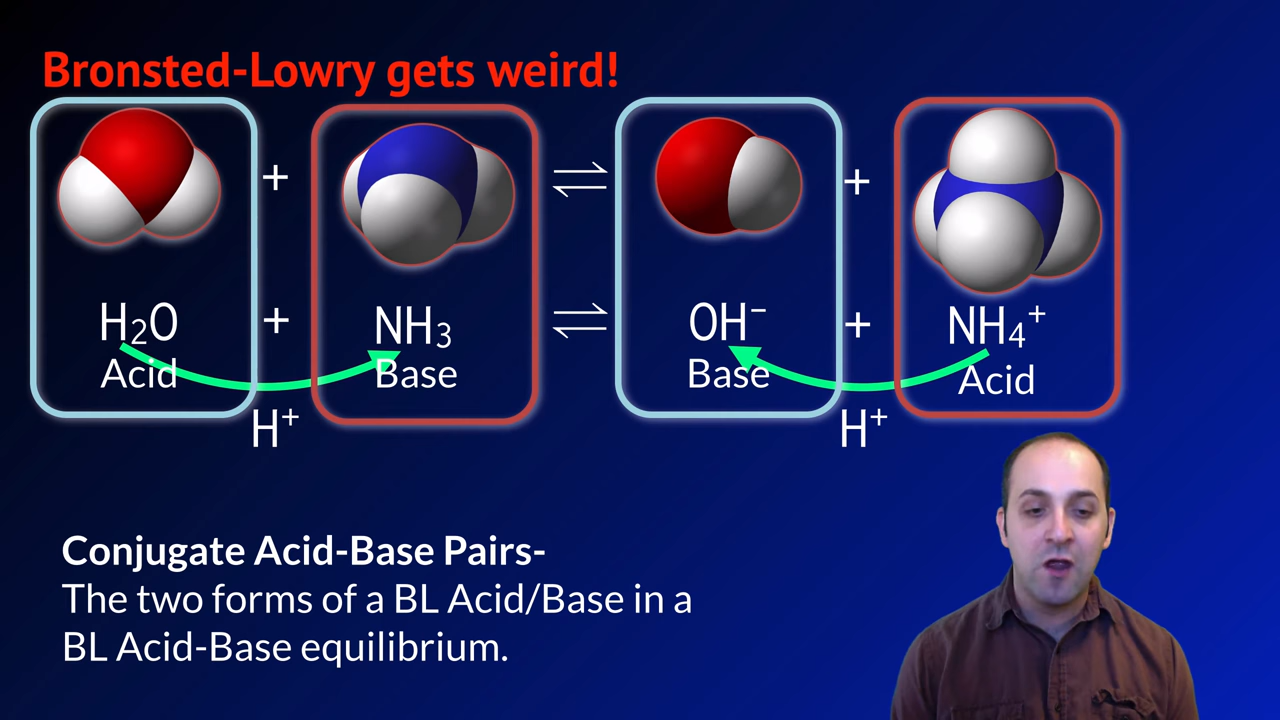 Bronsted-Lowry gets weird!
+ ⇌ +
H₂O + NH₃ ⇌ OH⁻ + NH₄⁺
Acid Base Base Acid
H⁺ H⁺
Conjugate Acid-Base Pairs-
The two forms of a BL Acid/Base in a
BL Acid-Base equilibrium.